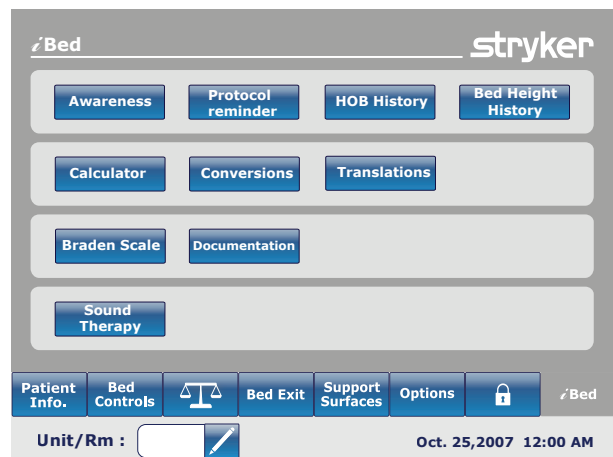 iBed
stryker
Awareness
Protocol
reminder
HOB History
Bed Height
History
Calculator
Conversions
Translations
Braden Scale
Documentation
Sound
Therapy
Patient
Info.
Bed
Controls
Bed Exit
Support
Surfaces
Options
iBed
Unit/Rm :
Oct. 25,2007 12:00 AM